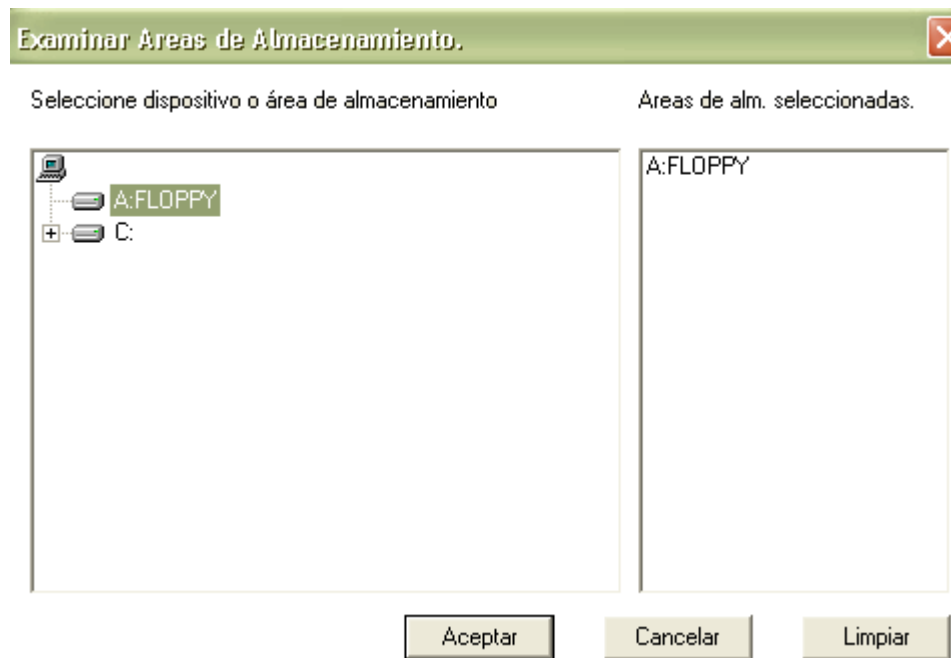 Examinar Areas de Almacenamiento.
Seleccione dispositivo o área de almacenamiento
Areas de alm. seleccionadas.
A:FLOPPY
C:
A:FLOPPY
Aceptar
Cancelar
Limpiar